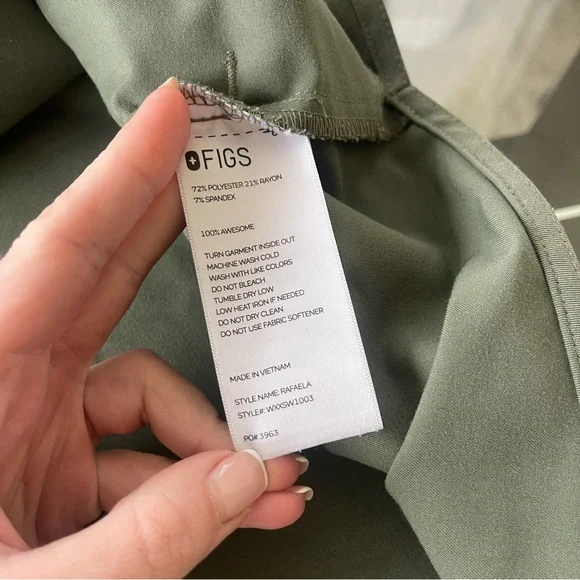 FIGS
72% POLYESTER 21% RAYON
7% SPANDEX
100% AWESOME
TURN GARMENT INSIDE OUT
MACHINE WASH COLD
WASH WITH LIKE COLORS
DO NOT BLEACH
TUMBLE DRY LOW
LOW HEAT IRON IF NEEDED
DO NOT DRY CLEAN
DO NOT USE FABRIC SOFTENER
MADE IN VIETNAM
STYLE NAME: RAFAELA
STYLE#: WXXSW1003
PO# 3963